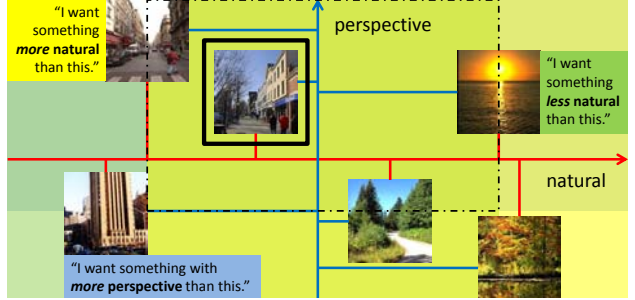 “I want
something
more natural
than this.”
perspective
“I want
something
less natural
than this.”
natural
“I want something with
more perspective than this.”